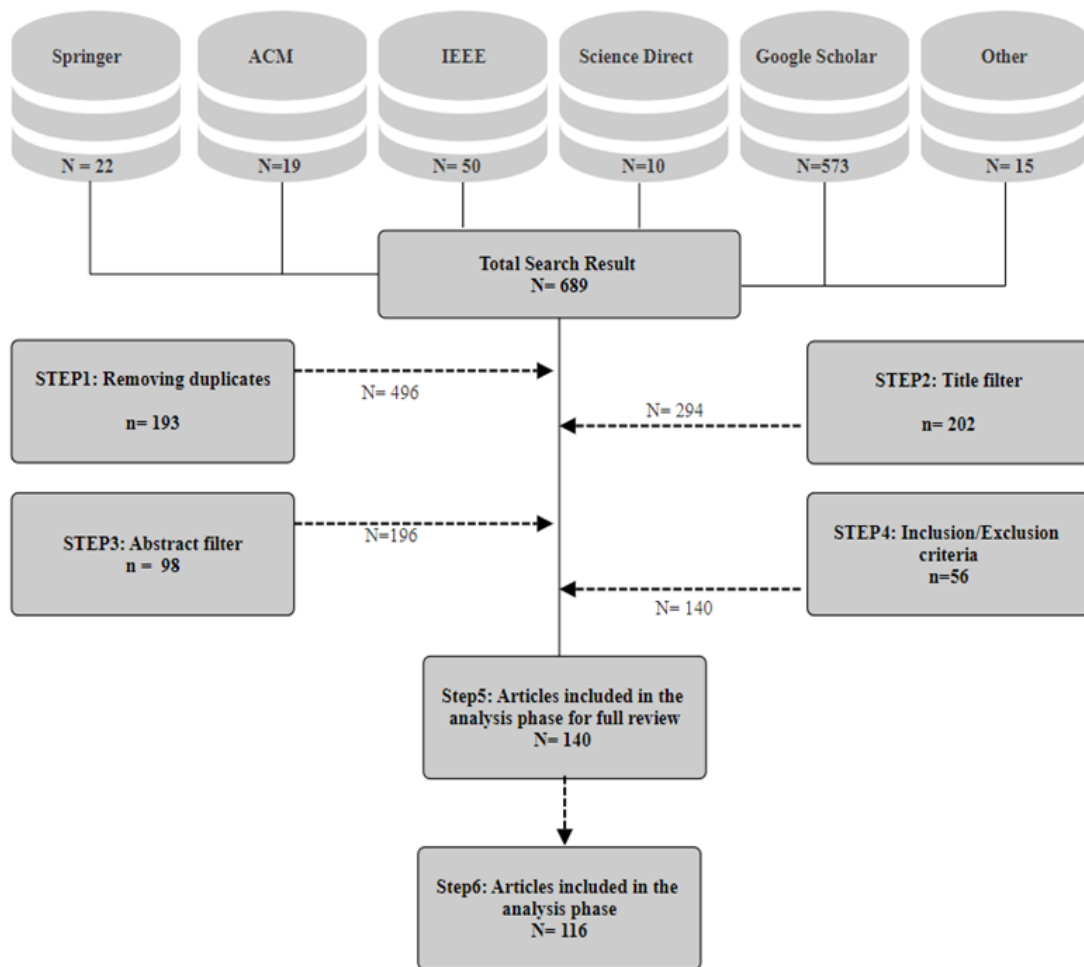 Springer
ACM
IEEE
Science Direct
Google Scholar
Other
N = 22
N=19
N= 50
N=10
N=573
N= 15
Total Search Result
N= 689
STEP1: Removing duplicates
n= 193
N= 496
STEP2: Title filter
n= 202
N= 294
STEP3: Abstract filter
n = 98
N=196
STEP4: Inclusion/Exclusion
criteria
n=56
N= 140
Step5: Articles included in the
analysis phase for full review
N= 140
Step6: Articles included in the
analysis phase
N= 116